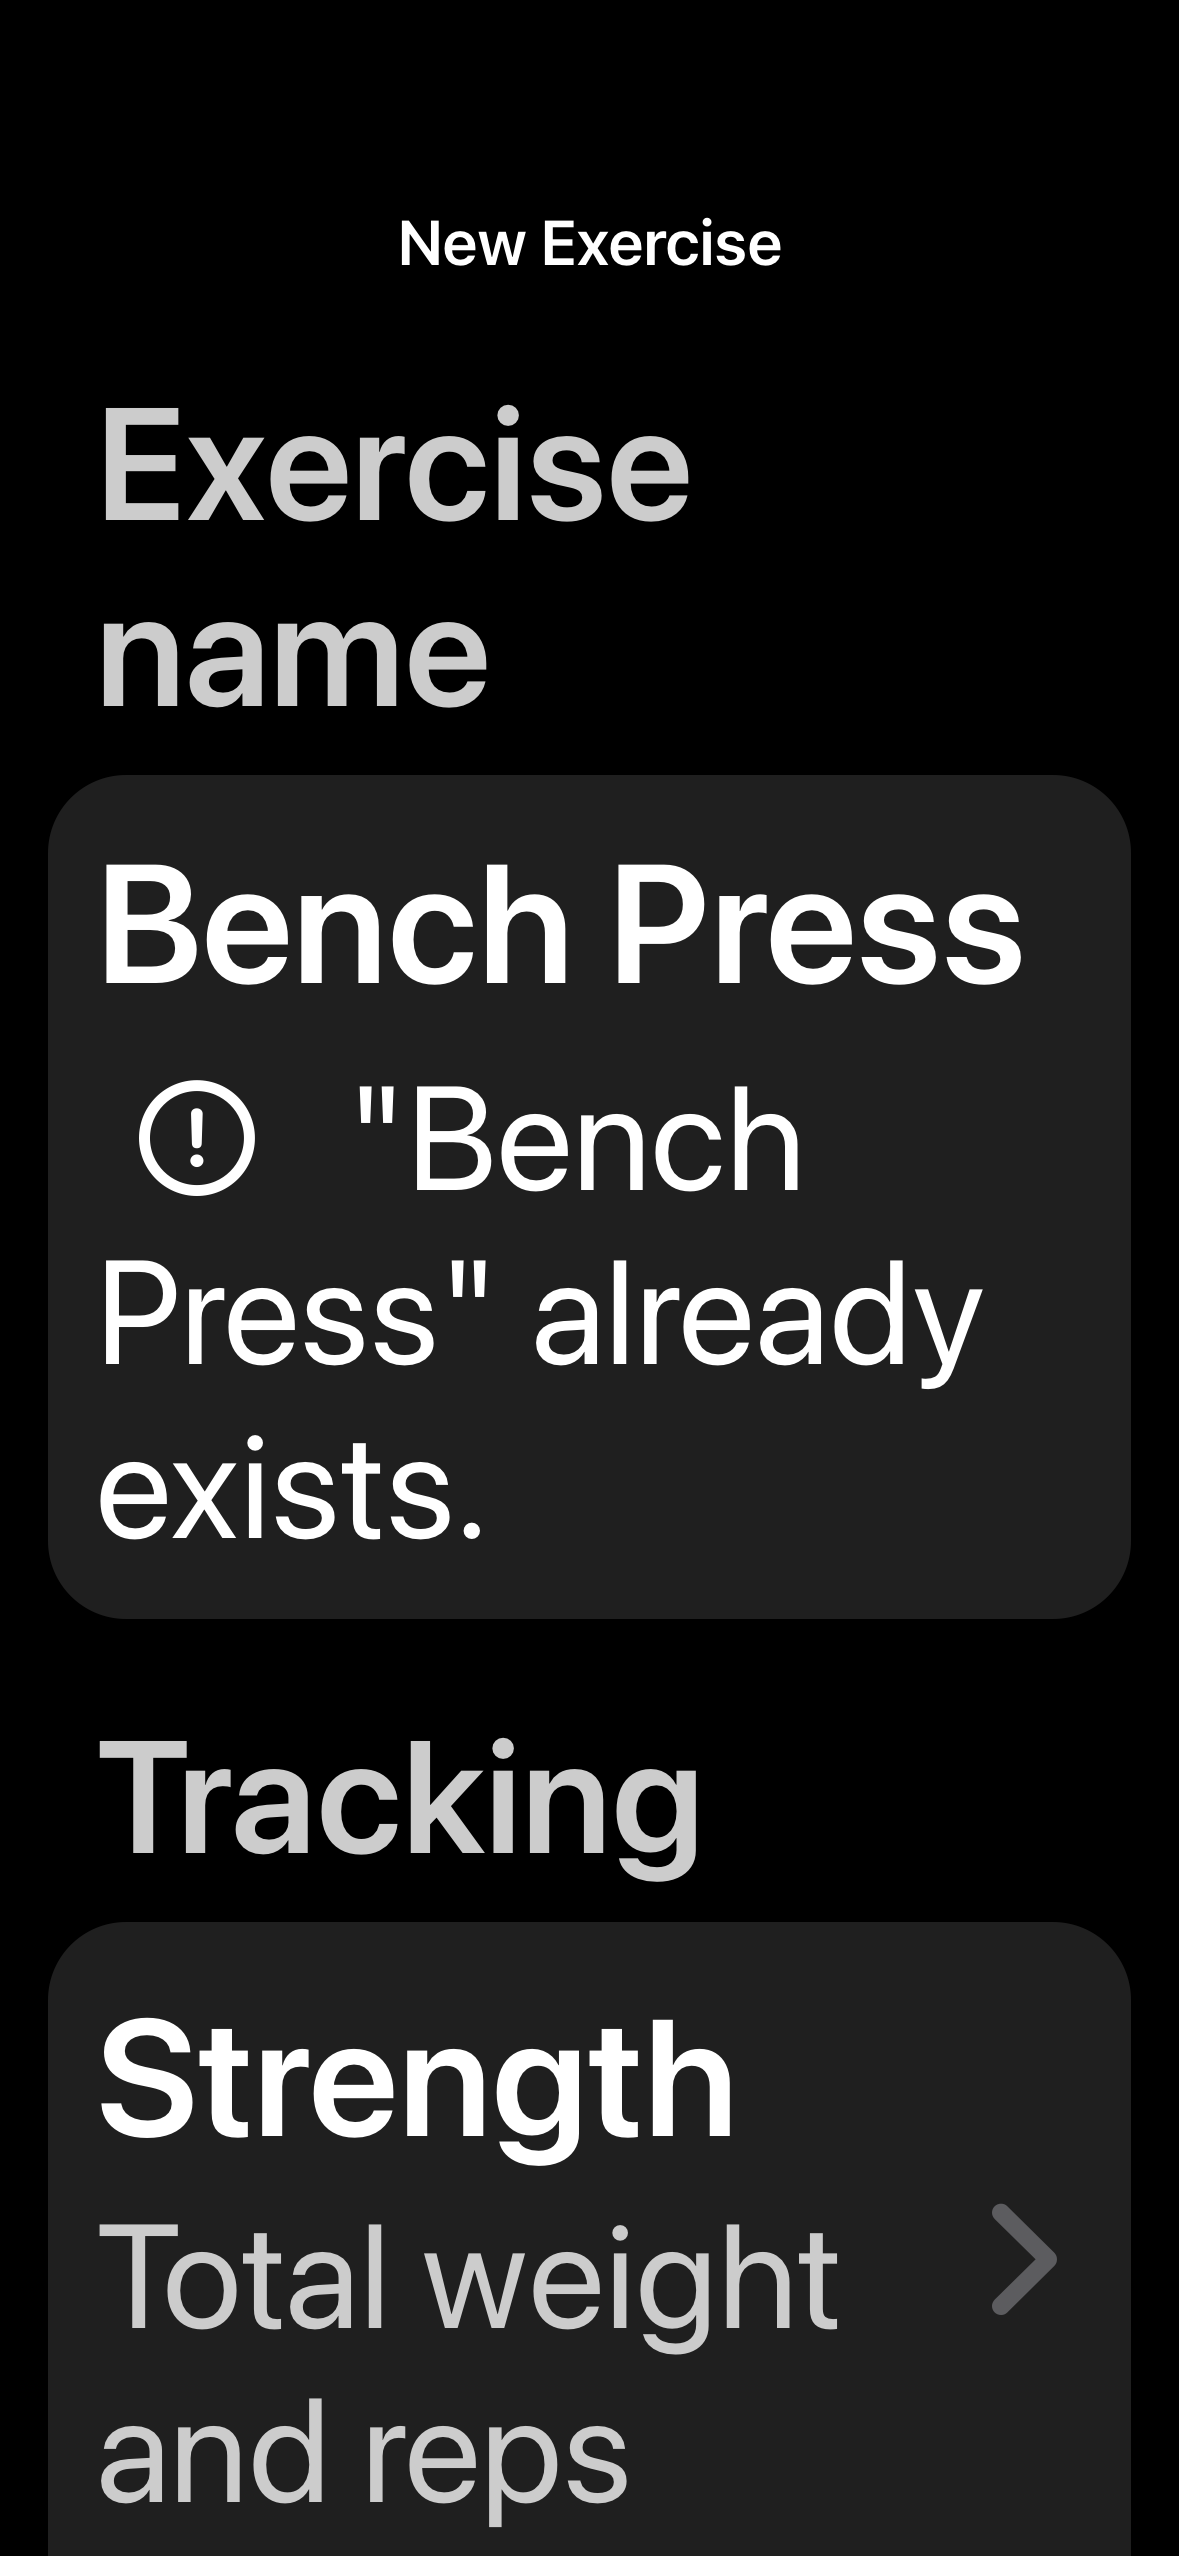 New Exercise
Exercise
name
Bench Press
"Bench
Press" already
exists.
Tracking
Strength
Total weight
and reps